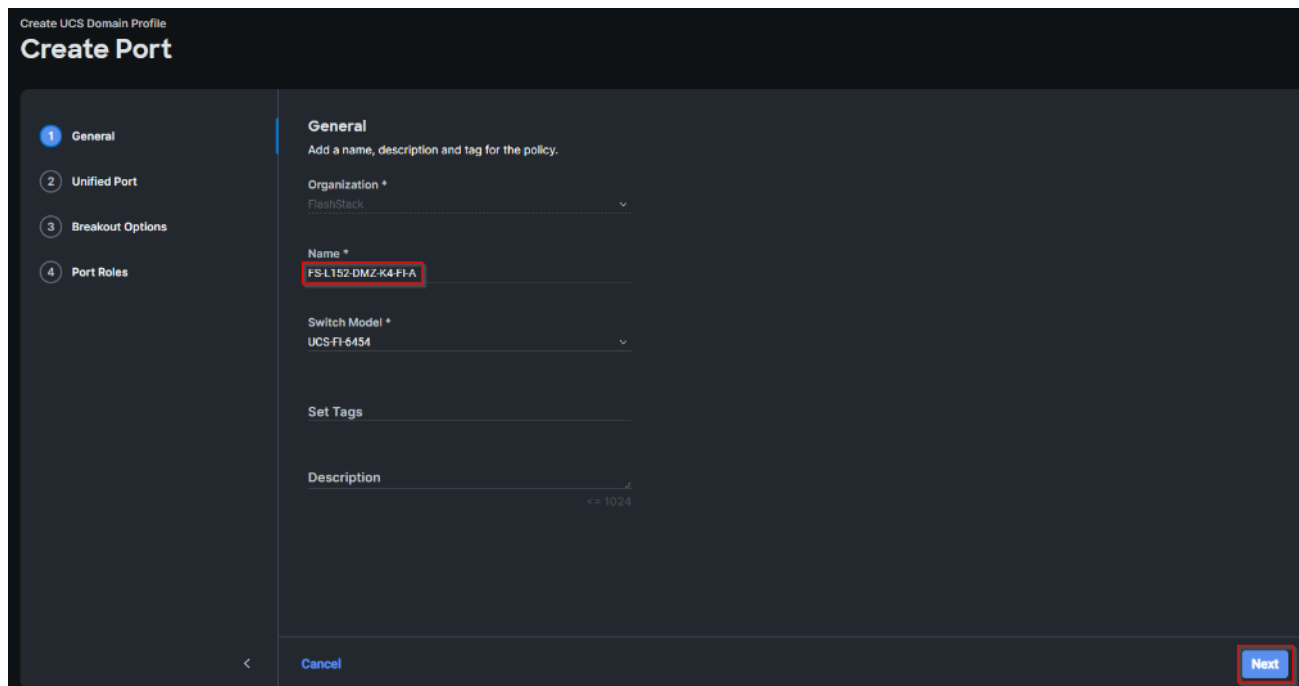 Create UCS Domain Profile
Create Port
1 General
2 Unified Port
3 Breakout Options
4 Port Roles
General
Add a name, description and tag for the policy.
Organization *
FlashStack
Name *
FS-L152-DMZ-K4-FI-A
Switch Model *
UCS-FI-6454
Set Tags
Description
<= 1024
Cancel
Next